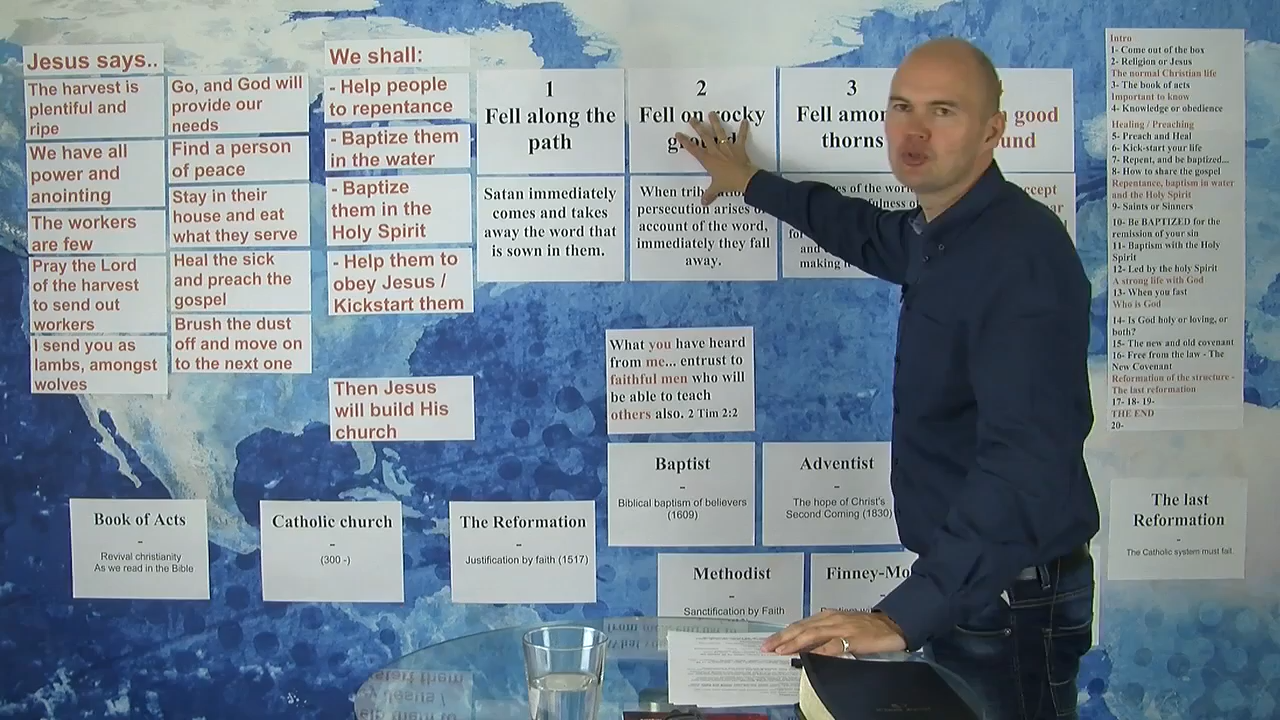 Jesus says..
The harvest is
plentiful and
ripe
We have all
power and
anointing
The workers
are few
Pray the Lord
of the harvest
to send out
workers
I send you as
lambs, amongst
wolves
Go, and God will
provide our
needs
Find a person
of peace
Stay in their
house and eat
what they serve
Heal the sick
and preach the
gospel
Brush the dust
off and move on
to the next one
We shall:
- Help people
to repentance
- Baptize them
in the water
- Baptize
them in the
Holy Spirit
- Help them to
obey Jesus /
Kickstart them
Then Jesus
will build His
church
1
Fell along the
path
Satan immediately
comes and takes
away the word that
is sown in them.
2
Fell on rocky
When
persecution arises
account of the word,
immediately they fall
away.
3
Fell
thorns
of the
and
making
good
What you have heard
from me... entrust to
faithful men who will
be able to teach
others also. 2 Tim 2:2
Baptist
-
Biblical baptism of believers
(1609)
Adventist
-
The hope of Christ's
Second Coming (1830)
Methodist
-
Sanctification by Faith
Book of Acts
-
Revival christianity
As we read in the Bible
Catholic church
-
(300 -)
The Reformation
-
Justification by faith (1517)
The last
Reformation
-
The Catholic system must fall
Intro
1- Come out of the box
2- Religion or Jesus
The normal Christian life
3- The book of acts
Important to know
4- Knowledge or obedience
Healing / Preaching
5- Preach and Heal
6- Kick-start your life
7- Repent, and be baptized...
8- How to share the gospel
Repentance, baptism in water
and the Holy Spirit
9- Saints or Sinners
10- Be BAPTIZED for the
remission of your sin
11- Baptism with the Holy
Spirit
12- Led by the holy Spirit
A strong life with God
13- When you fast
Who is God
14- Is God holy or loving, or
both?
15- The new and old covenant
16- Free from the law - The
New Covenant
Reformation of the structure -
The last reformation
17- 18- 19-
THE END
20-